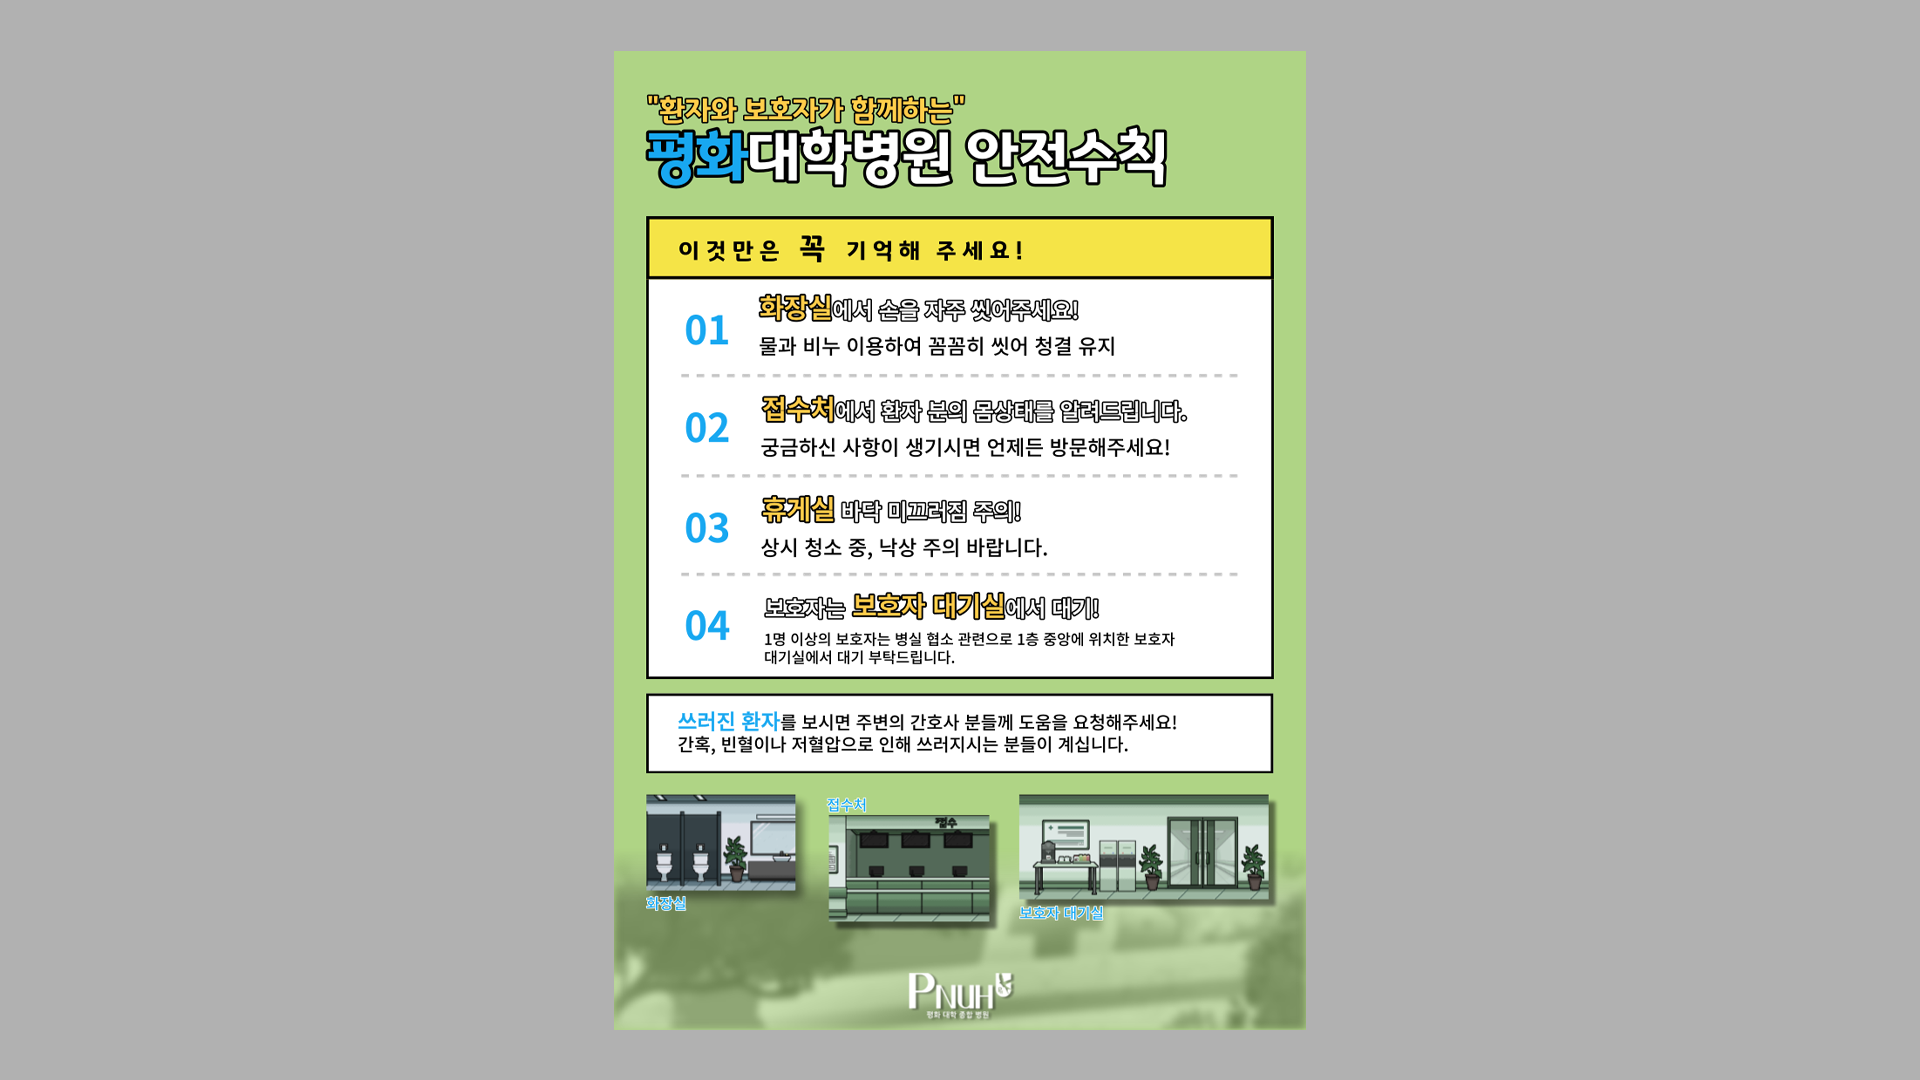 "환자와 보호자가 함께하는"
평화대학병원 안전수칙
이것만은 꼭 기억해 주세요!
01
화장실에서 손을 자주 씻어주세요!
물과 비누 이용하여 꼼꼼히 씻어 청결 유지
02
접수처에서 환자 분의 몸상태를 알려드립니다.
궁금하신 사항이 생기시면 언제든 방문해주세요!
03
휴게실 바닥 미끄러짐 주의!
상시 청소 중, 낙상 주의 바랍니다.
04
보호자는 보호자 대기실에서 대기!
1명 이상의 보호자는 병실 협소 관련으로 1층 중앙에 위치한 보호자
대기실에서 대기 부탁드립니다.
쓰러진 환자를 보시면 주변의 간호사 분들께 도움을 요청해주세요!
간혹, 빈혈이나 저혈압으로 인해 쓰러지시는 분들이 계십니다.
화장실
접수처
접수
보호자 대기실
PNUH
평화 대학 종합 병원